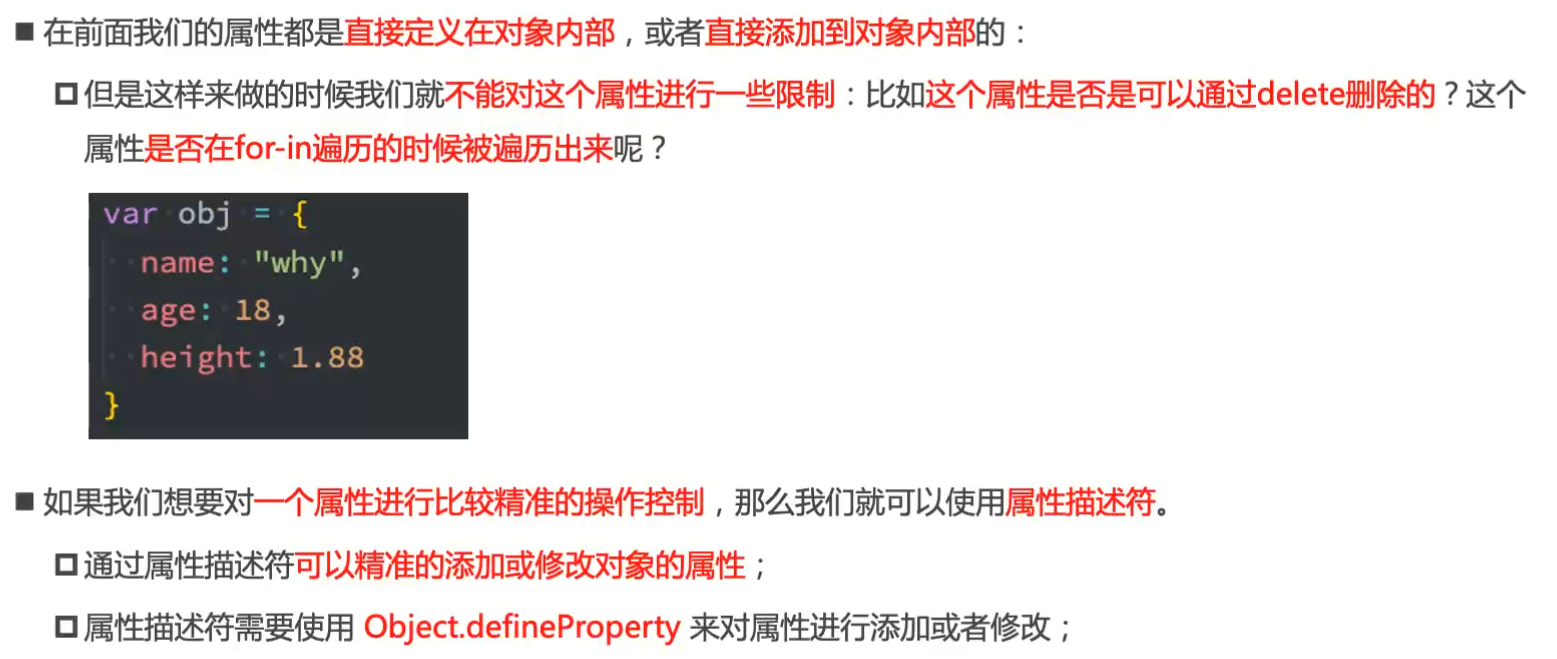 ■ 在前面我们的属性都是直接定义在对象内部，或者直接添加到对象内部的：
□ 但是这样来做的时候我们就不能对这个属性进行一些限制：比如这个属性是否是可以通过delete删除的？这个
属性是否在for-in遍历的时候被遍历出来呢？
var obj = {
name: "why",
age: 18,
height: 1.88
}
■ 如果我们想要对一个属性进行比较精准的操作控制，那么我们就可以使用属性描述符。
□ 通过属性描述符可以精准的添加或修改对象的属性；
□ 属性描述符需要使用 Object.defineProperty 来对属性进行添加或者修改；